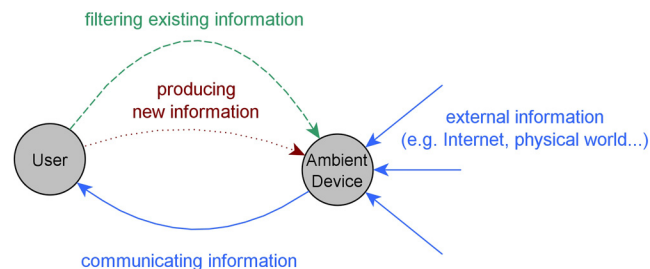 filtering existing information
producing
new information
external information
(e.g. Internet, physical world...)
User
Ambient
Device
communicating information